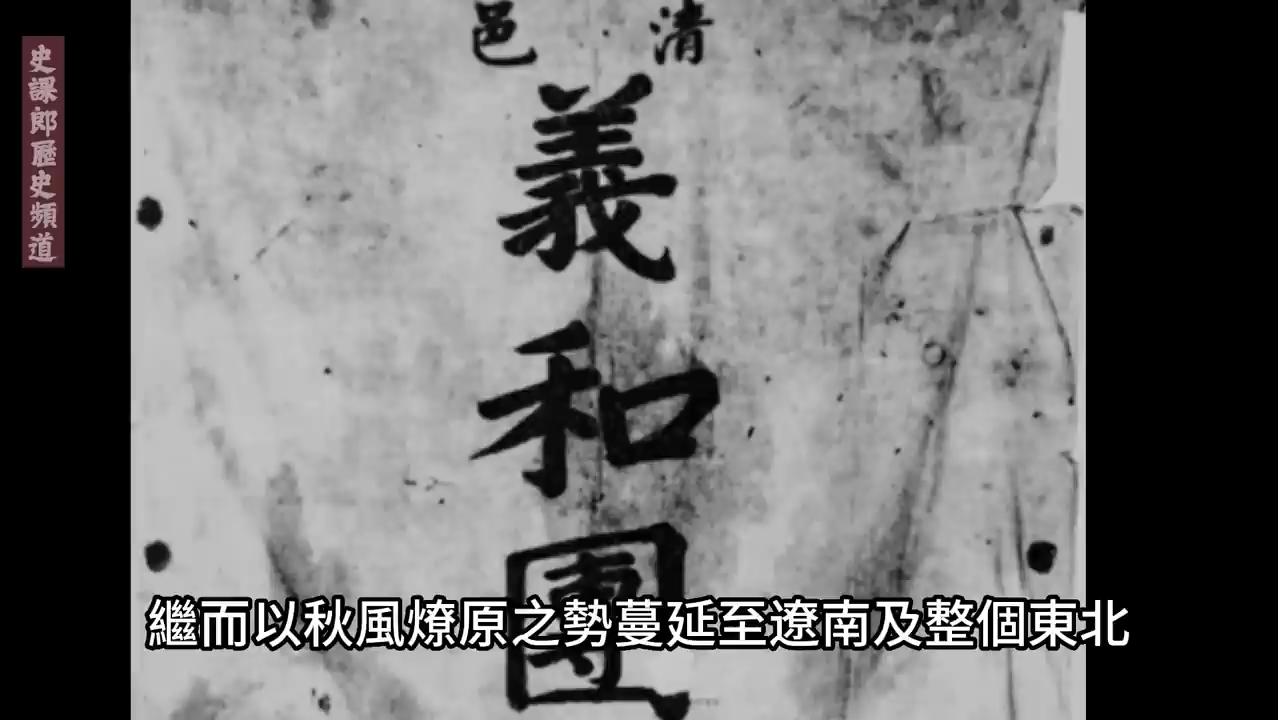 史課郎歷史頻道
清
邑
義和團
繼而以秋風燎原之勢蔓延至遼南及整個東北